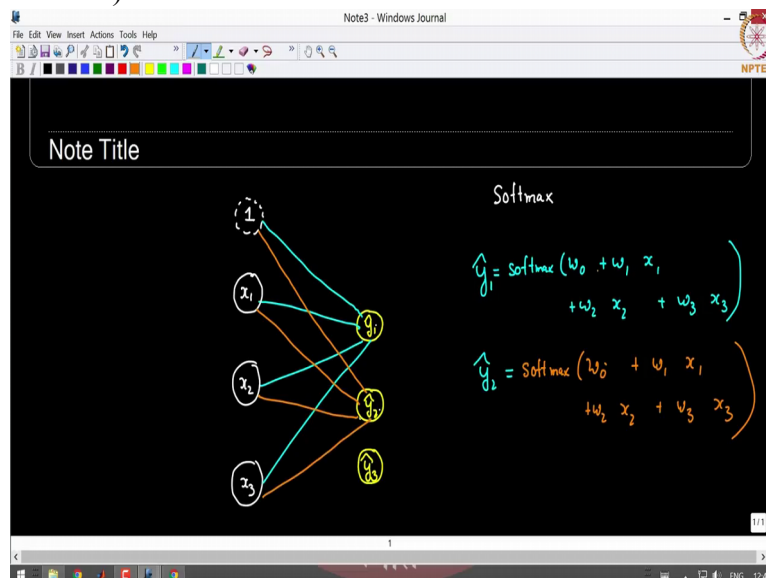 Note3 - Windows Journal
File Edit View Insert Actions Tools Help
B I
NPTE
Note Title
Softmax
1
x₁
x₂
x₃
ŷ₁
ŷ₂
ŷ₃
ŷ₁ = softmax (w₀ + w₁ x₁
+ w₂ x₂ + w₃ x₃)
ŷ₂ = softmax (w₀ + w₁ x₁
+ w₂ x₂ + w₃ x₃)
1/1
1
ENG